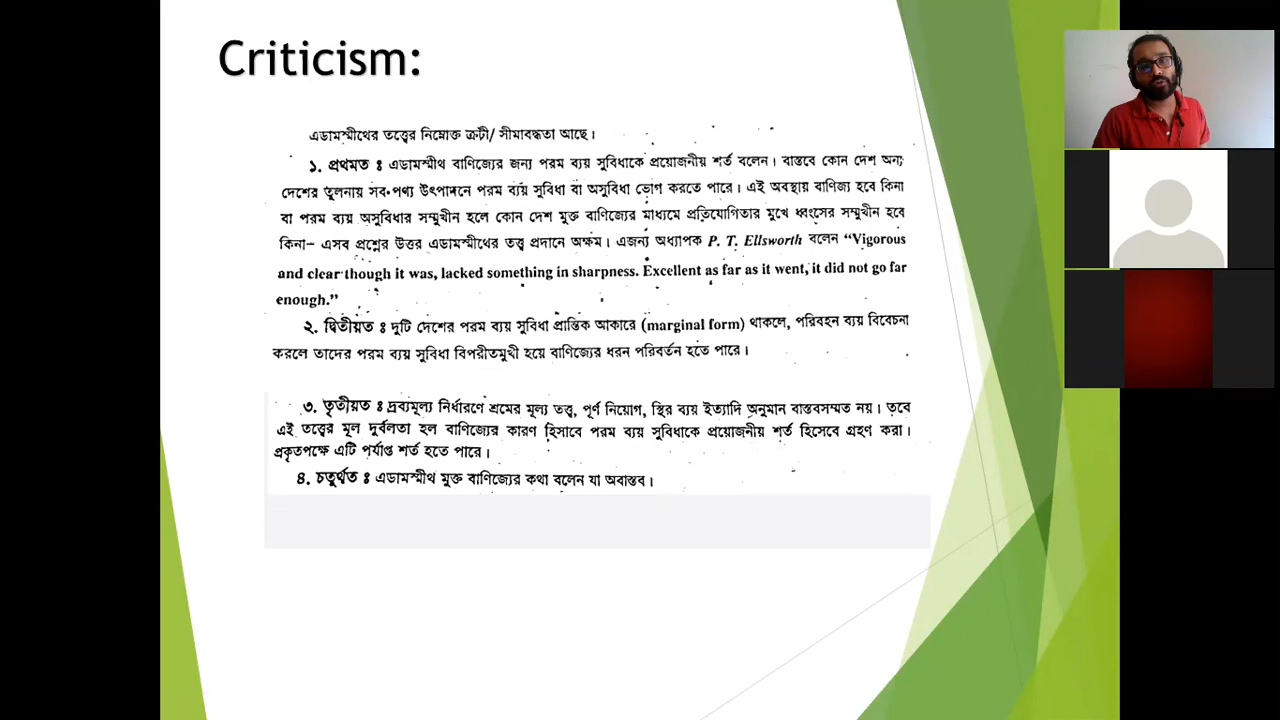 Criticism:
এডামস্মীথের তত্ত্বের নিম্নোক্ত ক্রটী/ সীমাবদ্ধতা আছে।
১. প্রথমত ঃ এডামস্মীথ বাণিজ্যের জন্য পরম ব্যয় সুবিধাকে প্রয়োজনীয় শর্ত বলেন। বাস্তবে কোন দেশ অন্য
দেশের তুলনায় সব পণ্য উৎপাদনে পরম ব্যয় সুবিধা বা অসুবিধা ভোগ করতে পারে। এই অবস্থায় বাণিজ্য হবে কিনা
বা পরম ব্যয় অসুবিধার সম্মুখীন হলে কোন দেশ মুক্ত বাণিজ্যের মাধ্যমে প্রতিযোগিতার মুখে ধ্বংসের সম্মুখীন হবে
কিনা– এসব প্রশ্নের উত্তর এডামস্মীথের তত্ত্ব প্রদানে অক্ষম। এজন্য অধ্যাপক P. T. Ellsworth বলেন “Vigorous
and clear though it was, lacked something in sharpness. Excellent as far as it went, it did not go far
enough.”
২. দ্বিতীয়ত ঃ দুটি দেশের পরম ব্যয় সুবিধা প্রান্তিক আকারে (marginal form) থাকলে, পরিবহন ব্যয় বিবেচনা
করলে তাদের পরম ব্যয় সুবিধা বিপরীতমুখী হয়ে বাণিজ্যের ধরন পরিবর্তন হতে পারে।
৩. তৃতীয়ত ঃ দ্রব্যমূল্য নির্ধারণে শ্রমের মূল্য তত্ত্ব, পূর্ণ নিয়োগ, স্থির ব্যয় ইত্যাদি অনুমান বাস্তবসম্মত নয়। তবে
এই তত্ত্বের মূল দুর্বলতা হল বাণিজ্যের কারণ হিসাবে পরম ব্যয় সুবিধাকে প্রয়োজনীয় শর্ত হিসেবে গ্রহণ করা।
প্রকৃতপক্ষে এটি পর্যাপ্ত শর্ত হতে পারে।
৪. চতুর্থত ঃ এডামস্মীথ মুক্ত বাণিজ্যের কথা বলেন যা অবাস্তব।